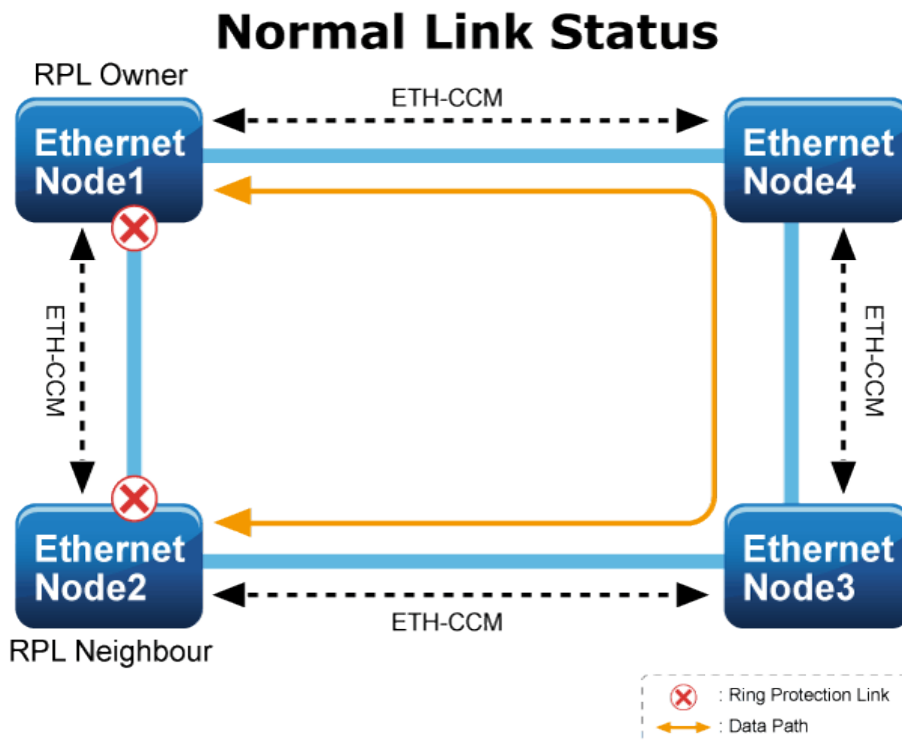 Normal Link Status
RPL Owner
ETH-CCM
Ethernet
Node1
Ethernet
Node4
ETH-CCM
ETH-CCM
Ethernet
Node2
Ethernet
Node3
ETH-CCM
RPL Neighbour
: Ring Protection Link
: Data Path